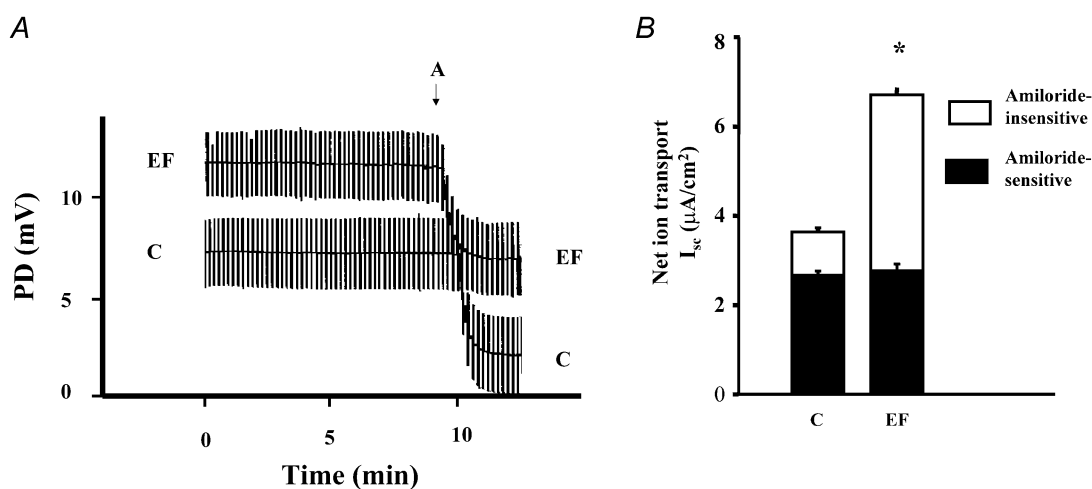 A
B
A
EF
C
EF
C
10
5
0
PD (mV)
0
5
10
Time (min)
8
6
4
2
0
*
Net ion transport
Isc (μA/cm2)
C
EF
Amiloride-
insensitive
Amiloride-
sensitive